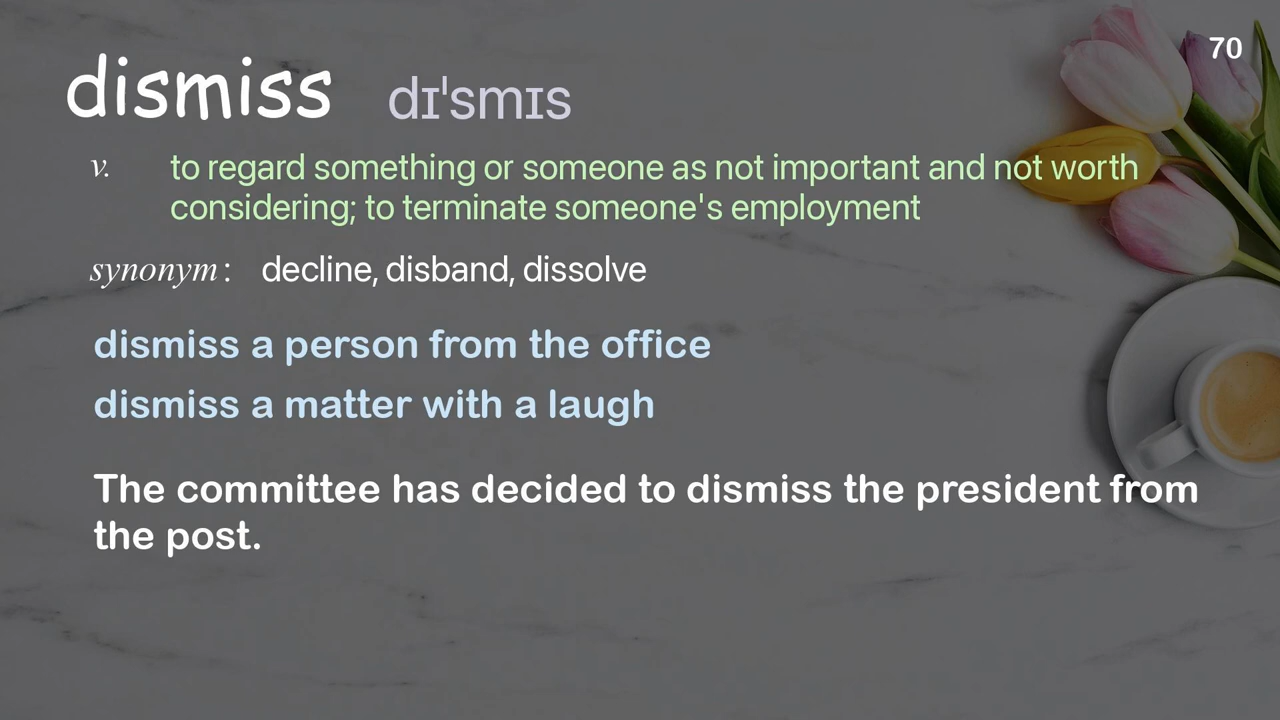 70
dismiss dɪ'smɪs
v. to regard something or someone as not important and not worth
considering; to terminate someone's employment
synonym: decline, disband, dissolve
dismiss a person from the office
dismiss a matter with a laugh
The committee has decided to dismiss the president from
the post.